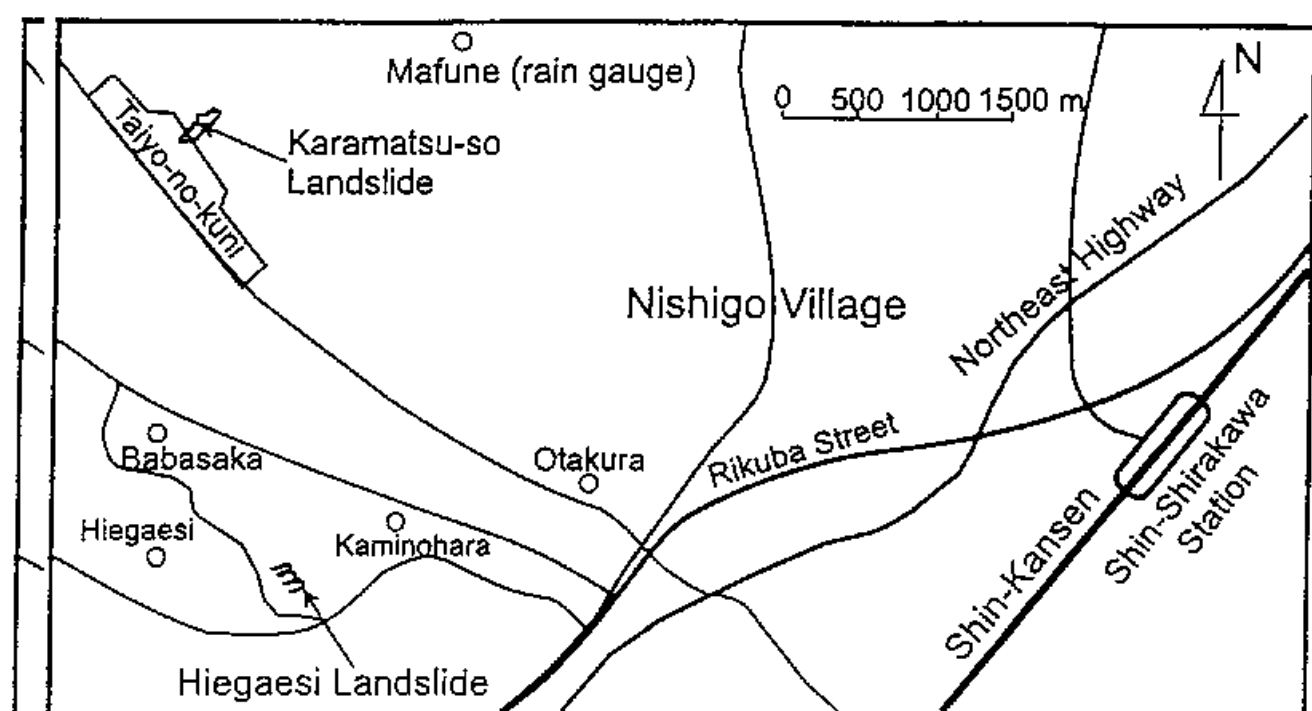 Mafune (rain gauge)
N
0 500 1000 1500 m
Taiyo-no-kuni
Karamatsu-so
Landslide
Nishigo Village
Northeast Highway
Babasaka
Otakura
Rikuba Street
Hiegaesi
Kaminohara
Shin-Kansen
Shin-Shirakawa
Station
Hiegaesi Landslide